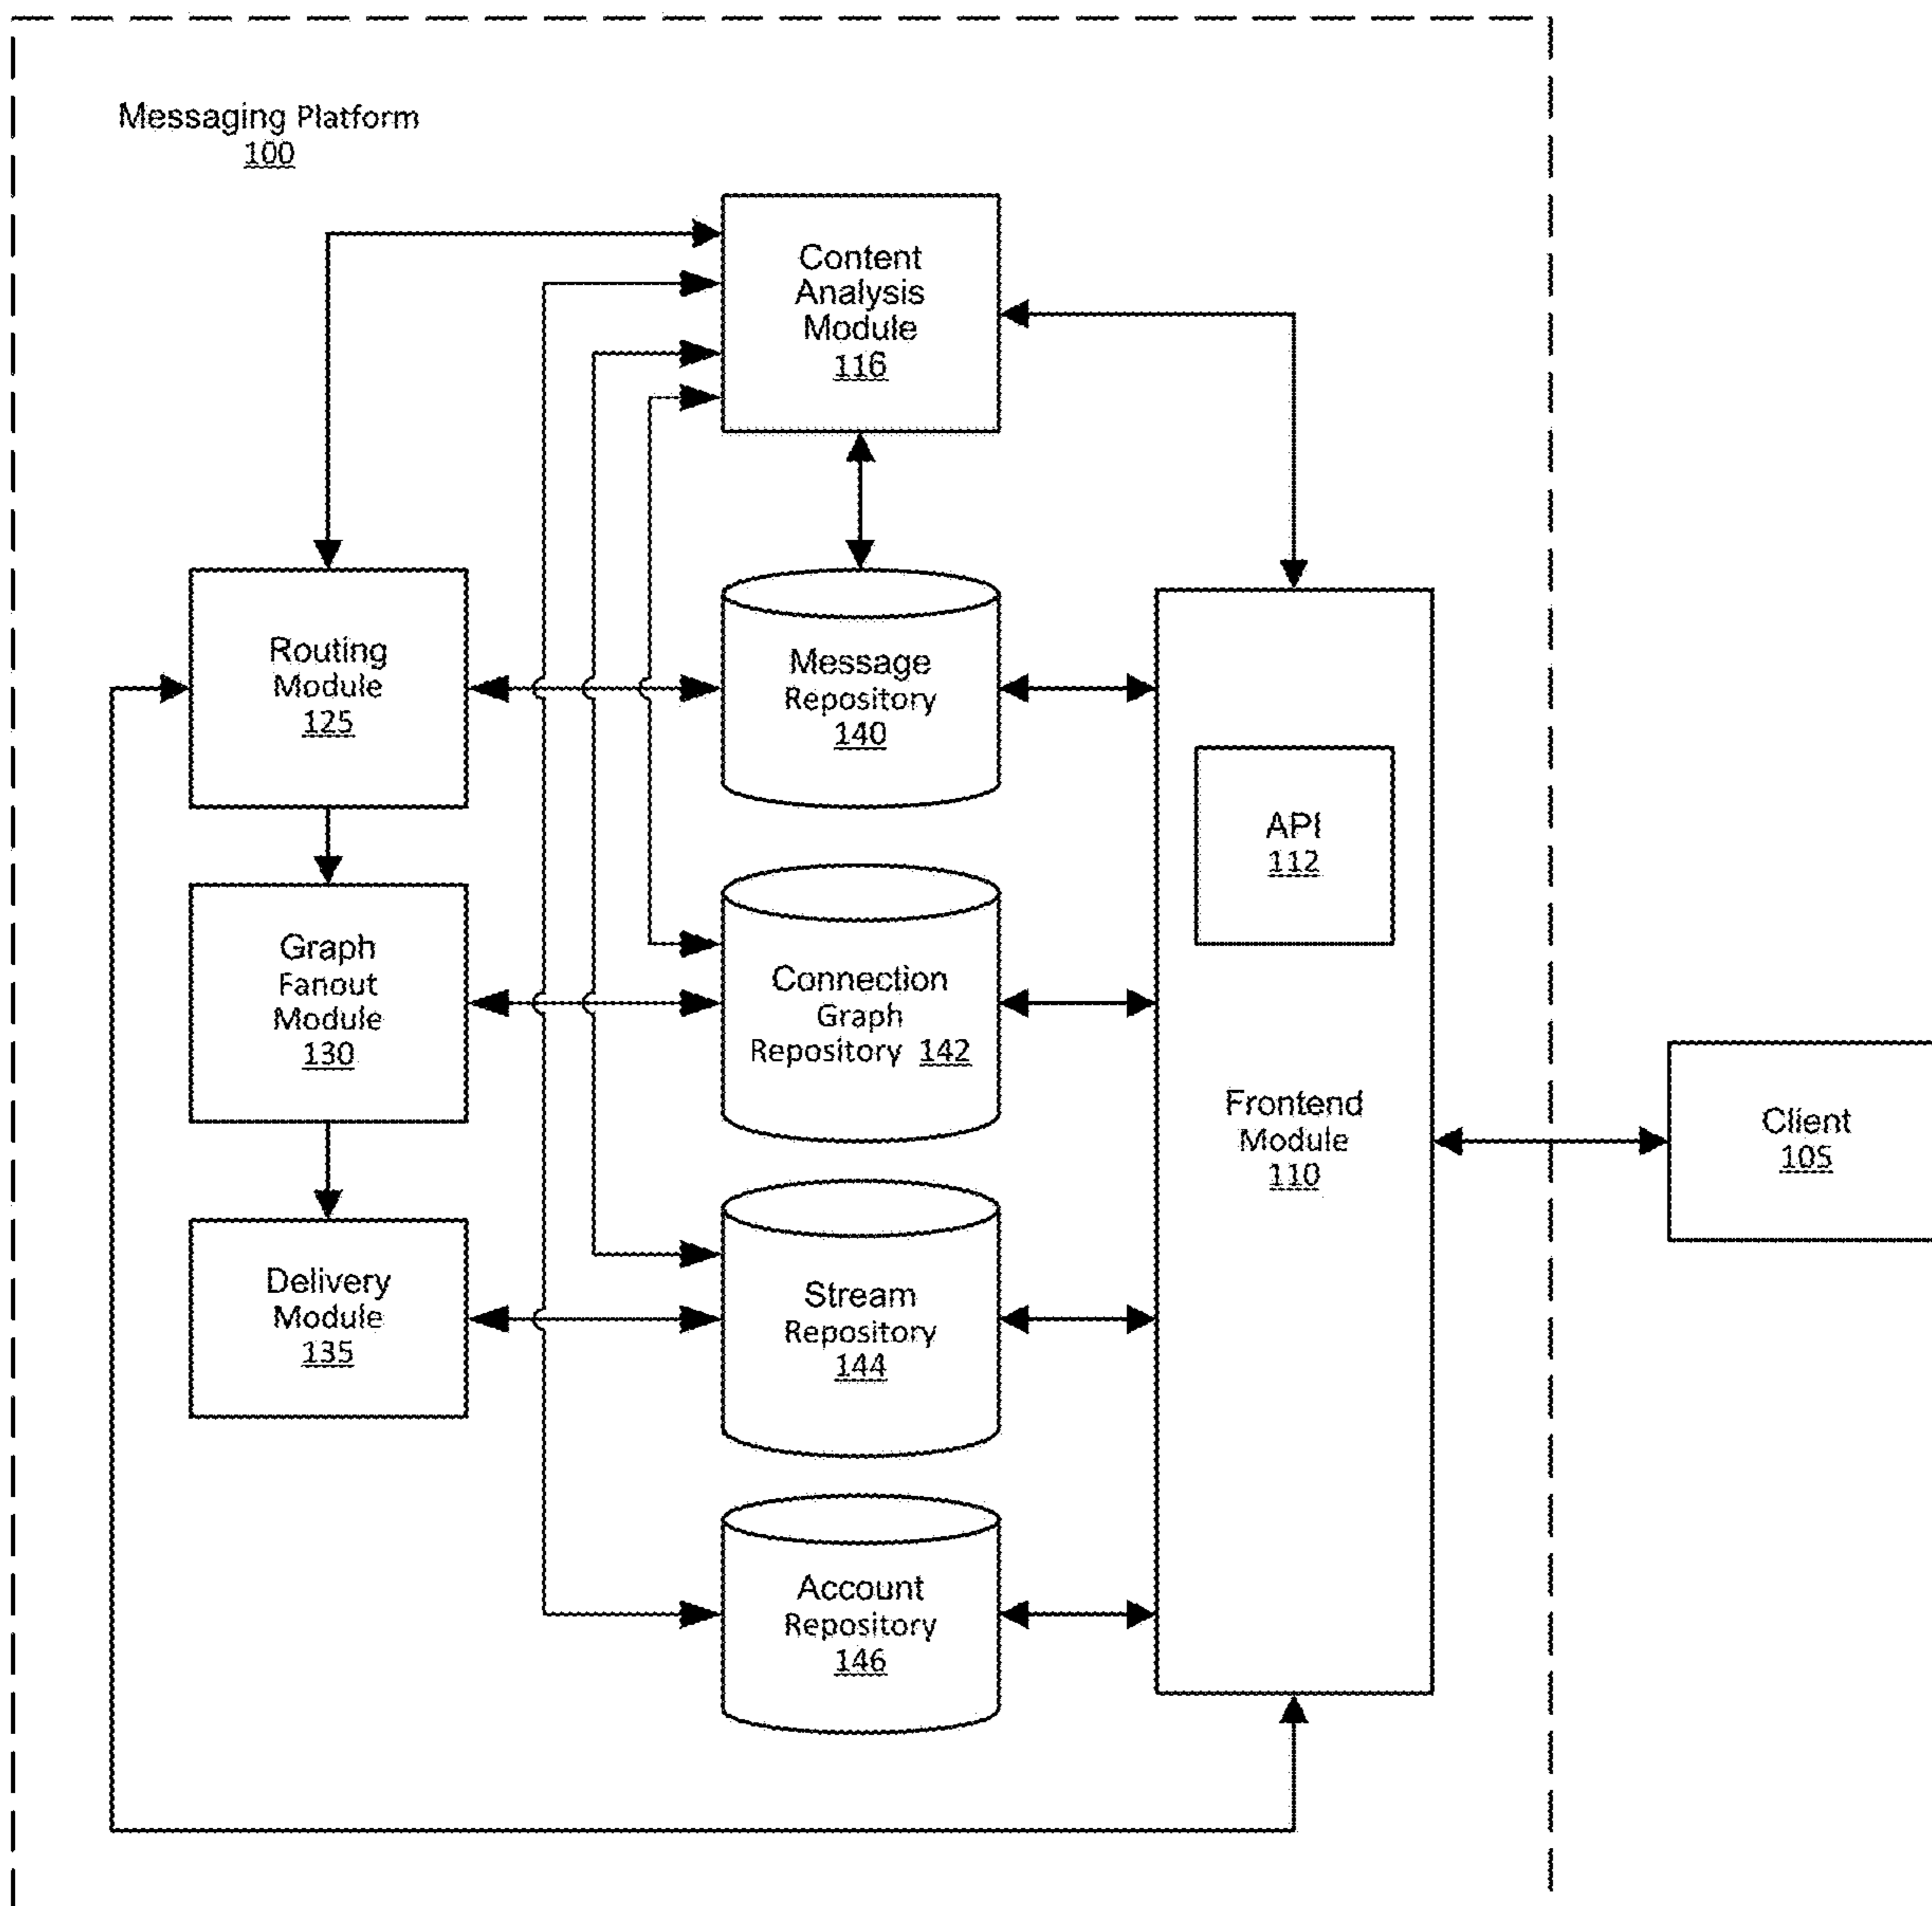 Messaging Platform
100
Content
Analysis
Module
116
Routing
Module
125
Message
Repository
140
API
112
Graph
Fanout
Module
130
Connection
Graph
Repository 142
Frontend
Module
110
Client
105
Delivery
Module
135
Stream
Repository
144
Account
Repository
146